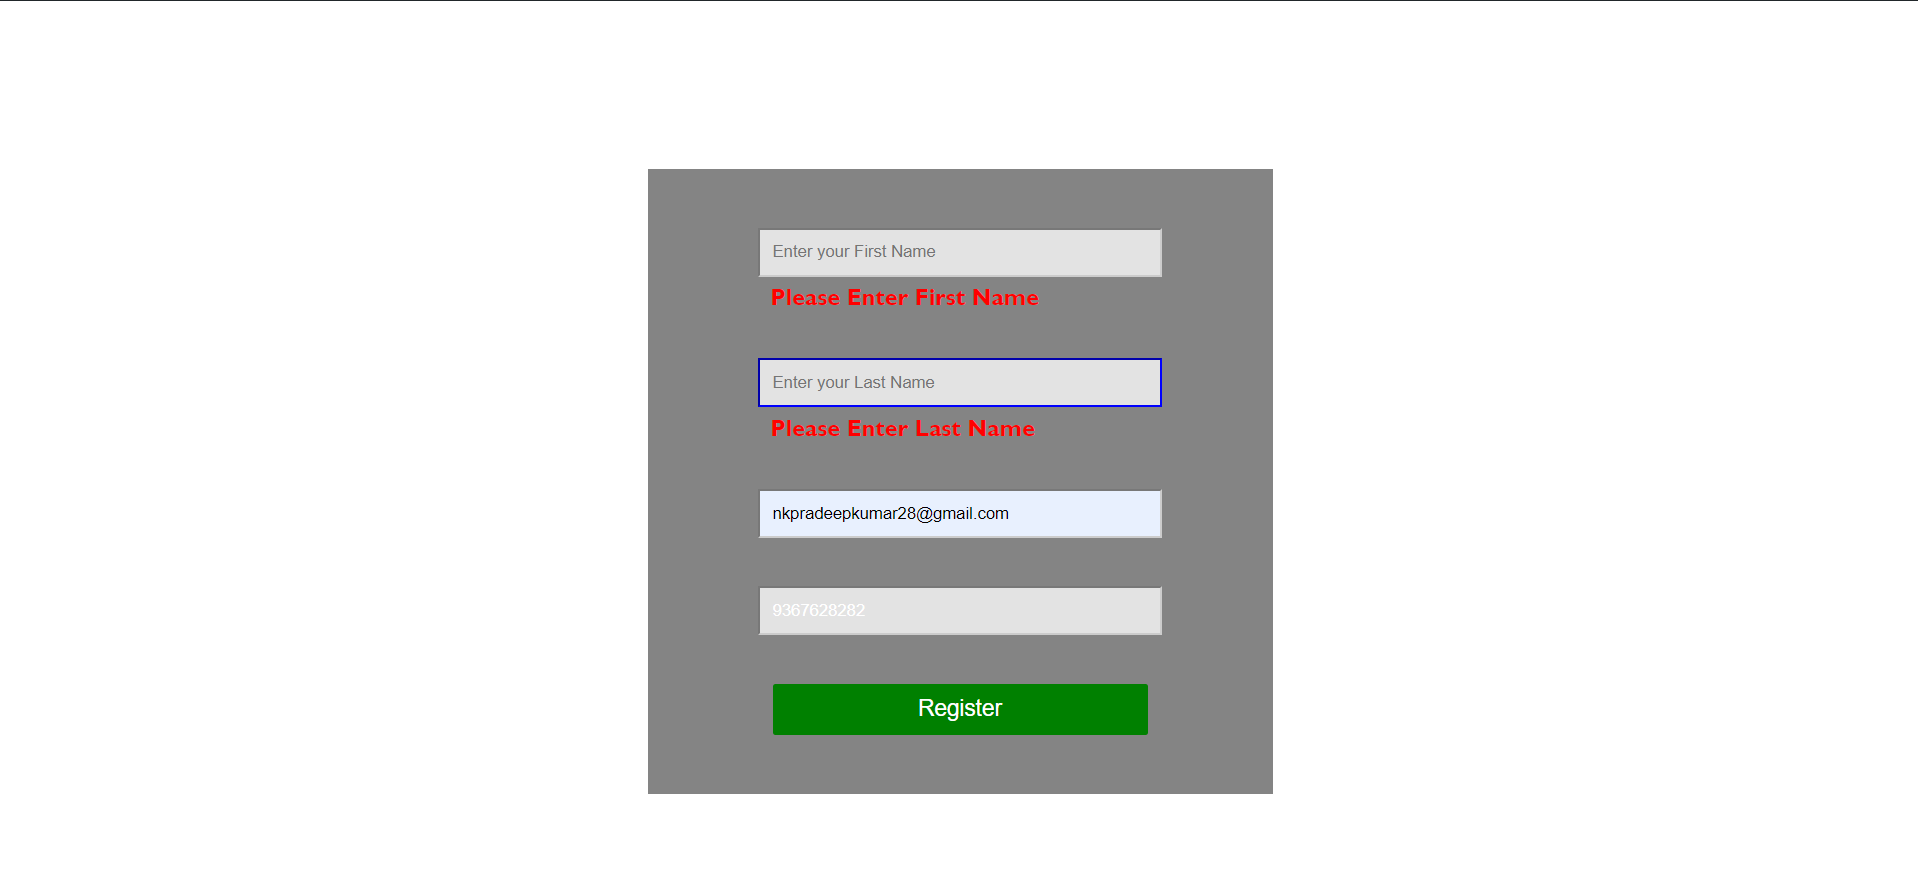 Enter your First Name
Please Enter First Name
Enter your Last Name
Please Enter Last Name
nkpradeepkumar28@gmail.com
9367628282
Register